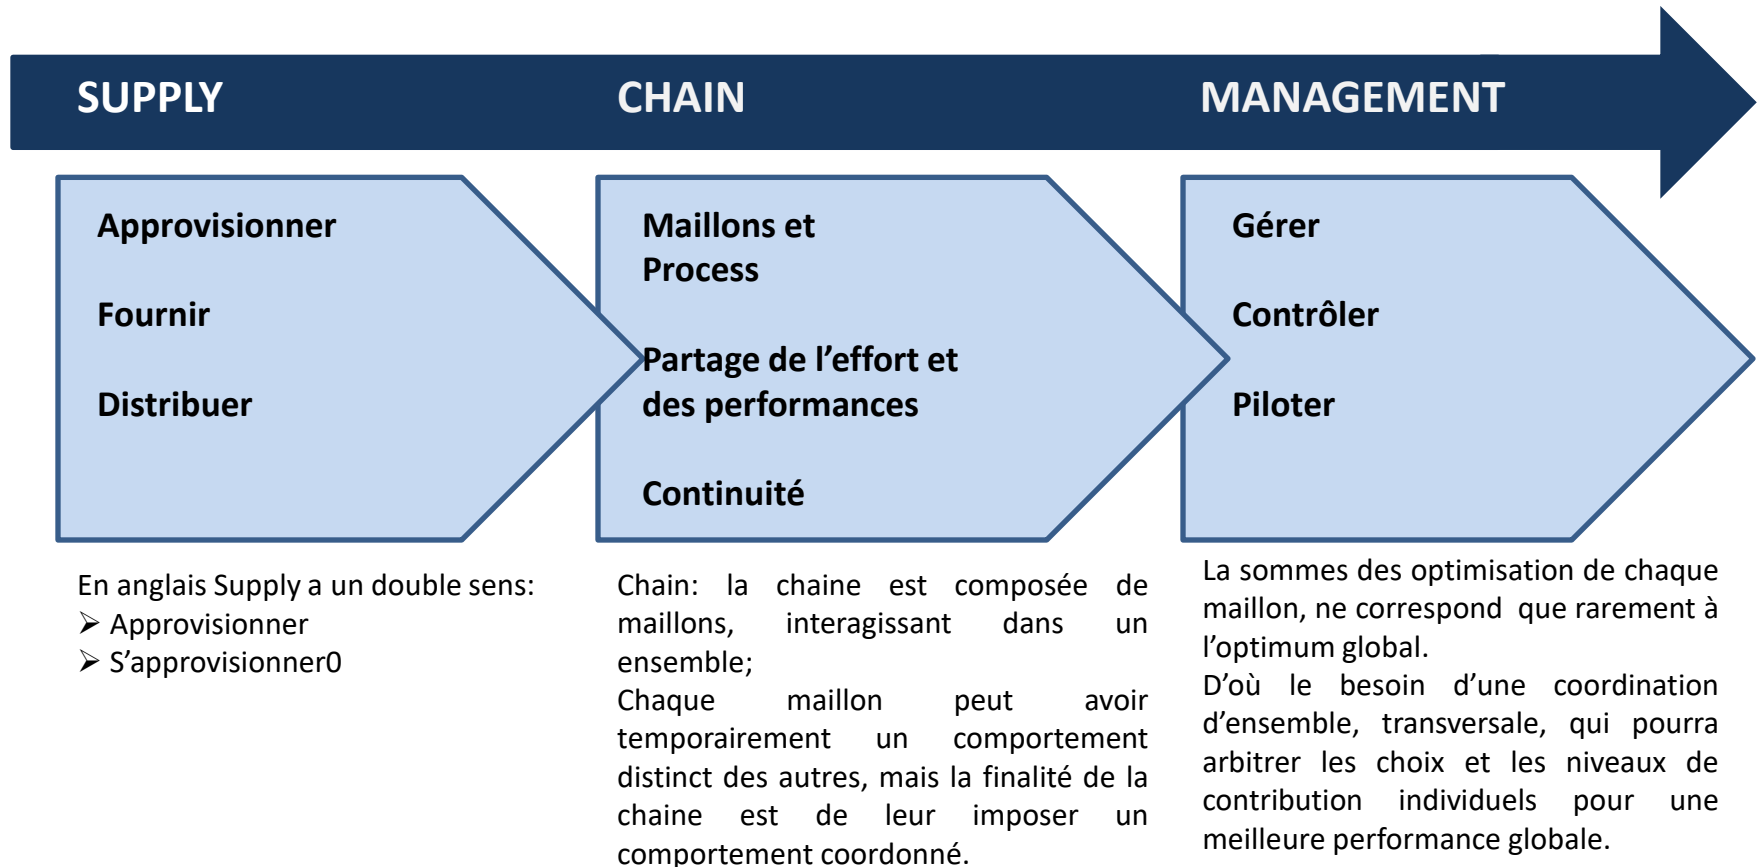 SUPPLY
CHAIN
MANAGEMENT
Approvisionner
Fournir
Distribuer
Maillons et
Process
Partage de l’effort et
des performances
Continuité
Gérer
Contrôler
Piloter
En anglais Supply a un double sens:
➢ Approvisionner
➢ S’approvisionner0
Chain: la chaine est composée de
maillons, interagissant dans un
ensemble;
Chaque maillon peut avoir
temporairement un comportement
distinct des autres, mais la finalité de la
chaine est de leur imposer un
comportement coordonné.
La sommes des optimisation de chaque
maillon, ne correspond que rarement à
l’optimum global.
D’où le besoin d’une coordination
d’ensemble, transversale, qui pourra
arbitrer les choix et les niveaux de
contribution individuels pour une
meilleure performance globale.